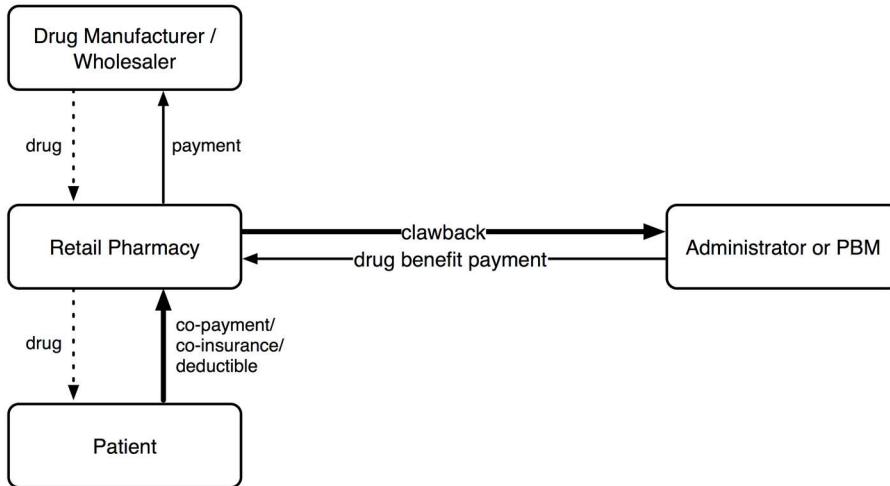 Drug Manufacturer /
Wholesaler
drug
payment
Retail Pharmacy
clawback
drug benefit payment
Administrator or PBM
drug
co-payment/
co-insurance/
deductible
Patient